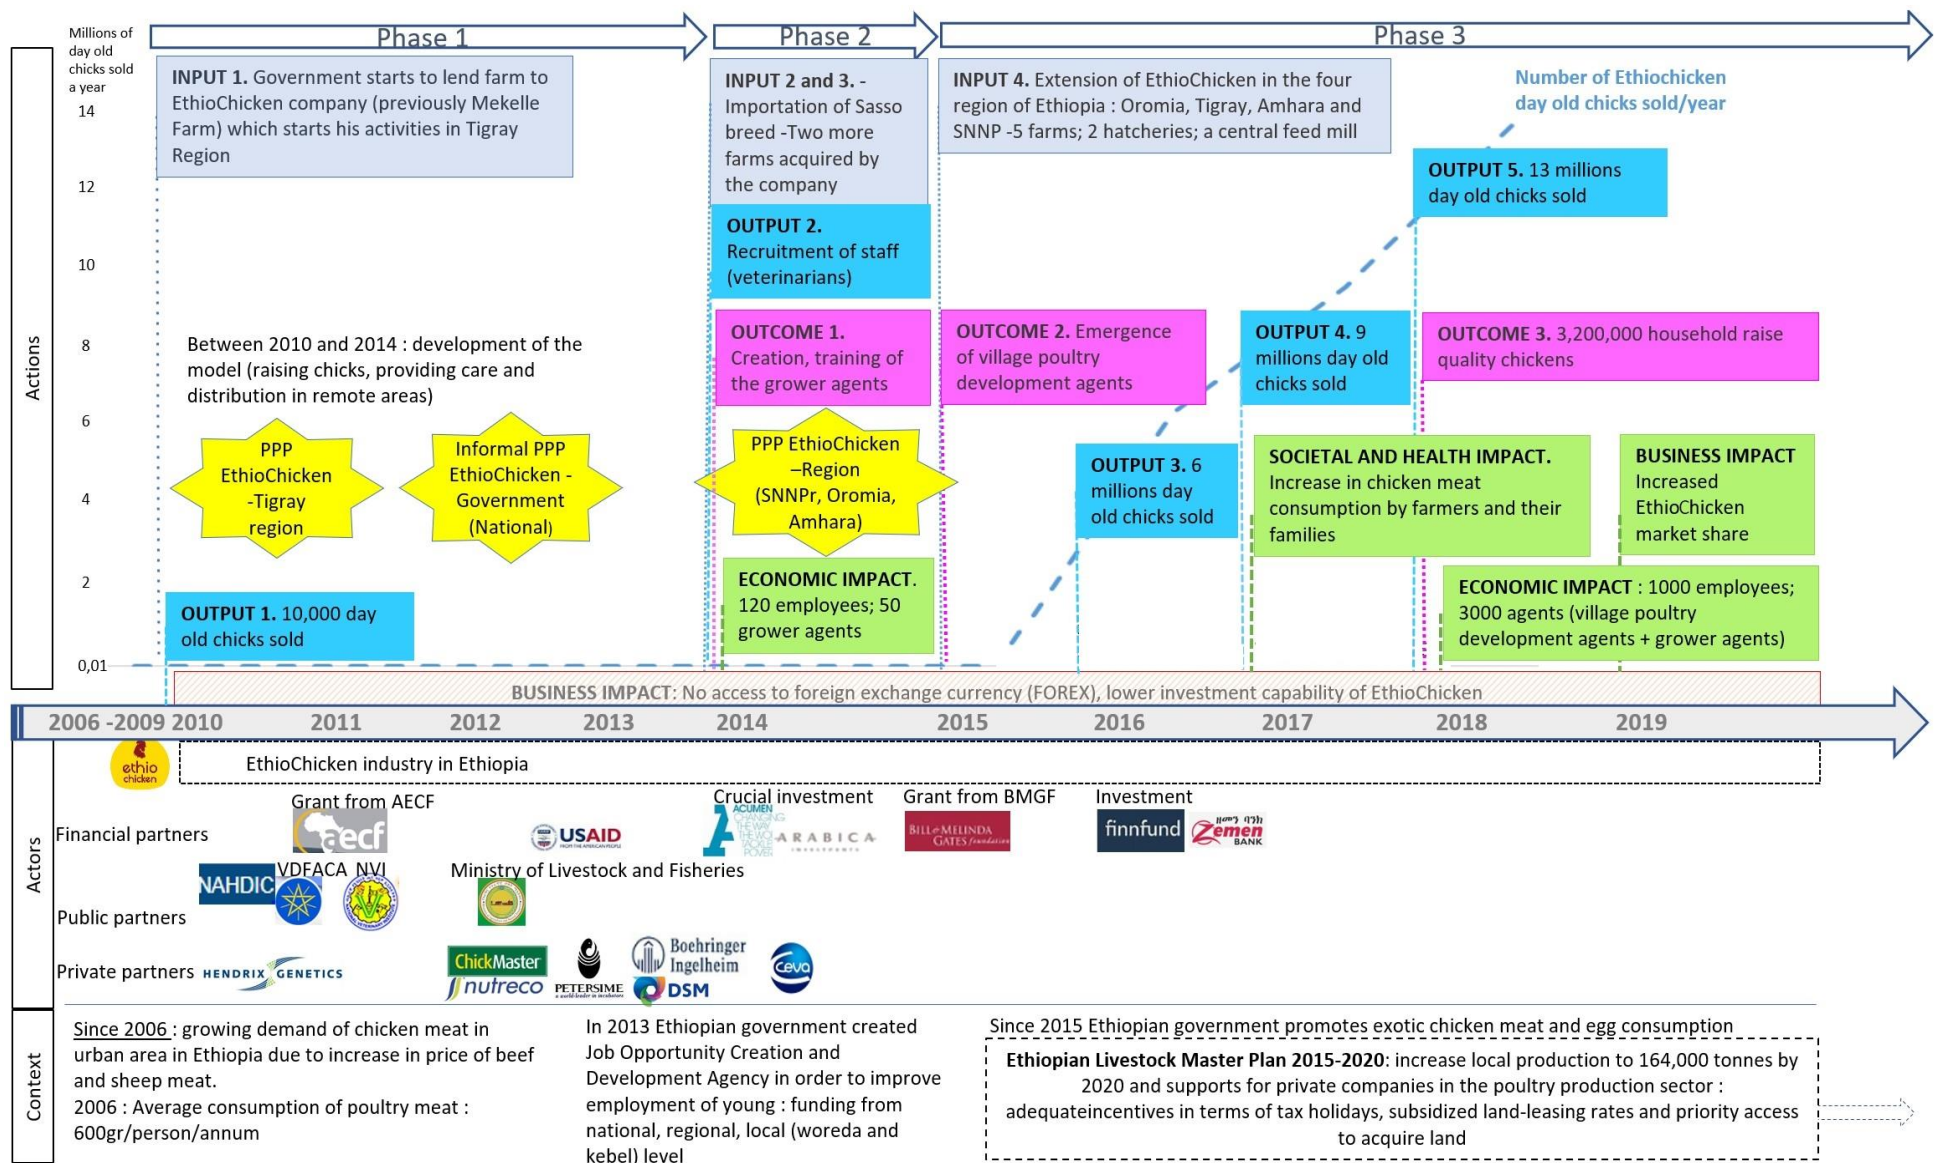 Millions of
day old
chicks sold
a year
Phase 1
Phase 2
Phase 3
Actions
14
12
10
8
6
4
2
0,01
INPUT 1. Government starts to lend farm to
EthioChicken company (previously Mekelle
Farm) which starts his activities in Tigray
Region
INPUT 2 and 3. -
Importation of Sasso
breed -Two more
farms acquired by
the company
INPUT 4. Extension of EthioChicken in the four
region of Ethiopia : Oromia, Tigray, Amhara and
SNNP -5 farms; 2 hatcheries; a central feed mill
Number of Ethiochicken
day old chicks sold/year
OUTPUT 5. 13 millions
day old chicks sold
OUTPUT 2.
Recruitment of staff
(veterinarians)
Between 2010 and 2014 : development of the
model (raising chicks, providing care and
distribution in remote areas)
OUTCOME 1.
Creation, training of
the grower agents
OUTCOME 2. Emergence
of village poultry
development agents
OUTPUT 4. 9
millions day old
chicks sold
OUTCOME 3. 3,200,000 household raise
quality chickens
PPP
EthioChicken
-Tigray
region
Informal PPP
EthioChicken -
Government
(National)
PPP EthioChicken
–Region
(SNNPr, Oromia,
Amhara)
OUTPUT 3. 6
millions day
old chicks sold
SOCIETAL AND HEALTH IMPACT.
Increase in chicken meat
consumption by farmers and their
families
BUSINESS IMPACT
Increased
EthioChicken
market share
OUTPUT 1. 10,000 day
old chicks sold
ECONOMIC IMPACT.
120 employees; 50
grower agents
ECONOMIC IMPACT : 1000 employees;
3000 agents (village poultry
development agents + grower agents)
BUSINESS IMPACT: No access to foreign exchange currency (FOREX), lower investment capability of EthioChicken
2006 -2009 2010 2011 2012 2013 2014 2015 2016 2017 2018 2019
Actors
ethio
chicken
EthioChicken industry in Ethiopia
Financial partners
Grant from AECF
aecf
USAID
FROM THE AMERICAN PEOPLE
Crucial investment
ACUMEN
CHANGING
THE WAY
THE WORLD
TACKLES
POVERTY
ARABICA
INVESTMENTS
Grant from BMGF
BILL & MELINDA
GATES foundation
Investment
finnfund
ዘመን ባንክ
Zemen
BANK
Public partners
NAHDIC
VDFACA NVI
Ministry of Livestock and Fisheries
Private partners
HENDRIX GENETICS
ChickMaster
nutreco
PETERSIME
a world-leader in incubators
Boehringer
Ingelheim
DSM
Ceva
Context
Since 2006 : growing demand of chicken meat in
urban area in Ethiopia due to increase in price of beef
and sheep meat.
2006 : Average consumption of poultry meat :
600gr/person/annum
In 2013 Ethiopian government created
Job Opportunity Creation and
Development Agency in order to improve
employment of young : funding from
national, regional, local (woreda and
kebel) level
Since 2015 Ethiopian government promotes exotic chicken meat and egg consumption
Ethiopian Livestock Master Plan 2015-2020: increase local production to 164,000 tonnes by
2020 and supports for private companies in the poultry production sector :
adequateincentives in terms of tax holidays, subsidized land-leasing rates and priority access
to acquire land